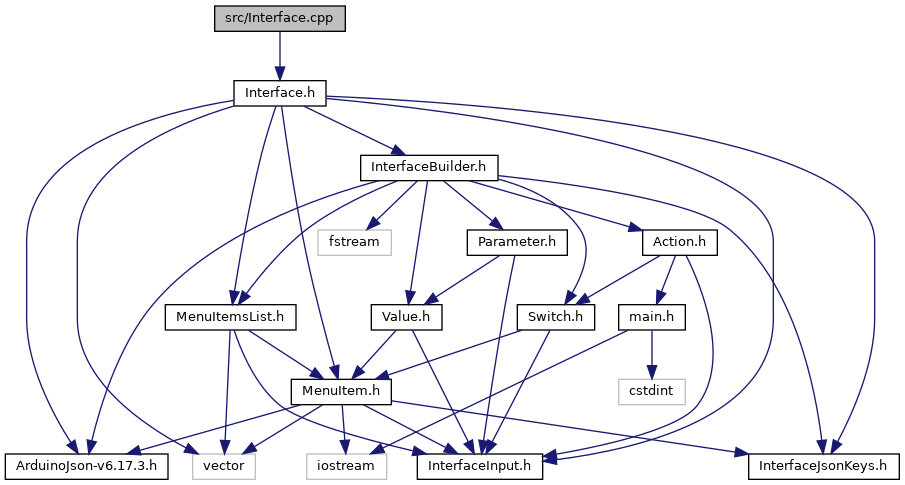 src/Interface.cpp
Interface.h
InterfaceBuilder.h
fstream
Parameter.h
Action.h
MenuItemsList.h
Value.h
Switch.h
main.h
MenuItem.h
cstdint
ArduinoJson-v6.17.3.h
vector
iostream
InterfaceInput.h
InterfaceJsonKeys.h